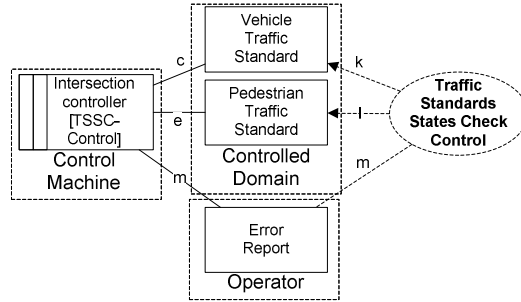 Vehicle
Traffic
Standard
c
k
Intersection
controller
[TSSC-
Control]
Control
Machine
e
Pedestrian
Traffic
Standard
Controlled
Domain
l
Traffic
Standards
States Check
Control
m
m
Error
Report
Operator